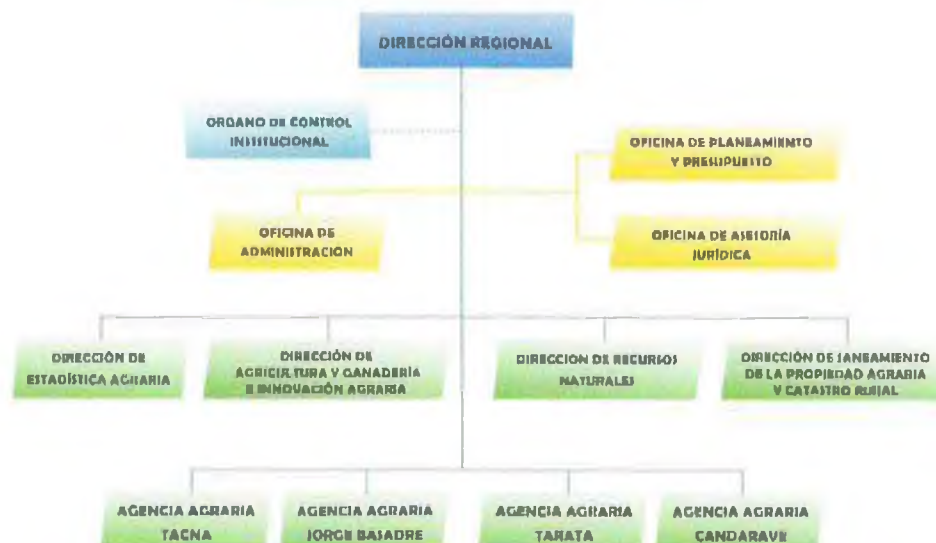 DIRECCIÓN REGIONAL
ORGANO DE CONTROL
INSTITUCIONAL
OFICINA DE PLANEAMIENTO
Y PRESUPUESTO
OFICINA DE
ADMINISTRACION
OFICINA DE ASESORÍA
JURÍDICA
DIRECCIÓN DE
ESTADÍSTICA AGRARIA
DIRECCIÓN DE
AGRICULTURA Y GANADERÍA
E INNOVACIÓN AGRARIA
DIRECCION DE RECURSOS
NATURALES
DIRECCIÓN DE SANEAMIENTO
DE LA PROPIEDAD AGRARIA
Y CATASTRO RURAL
AGENCIA AGRARIA
TACNA
AGENCIA AGRARIA
JORGE BASADRE
AGENCIA AGRARIA
TARATA
AGENCIA AGRARIA
CANDARAVE